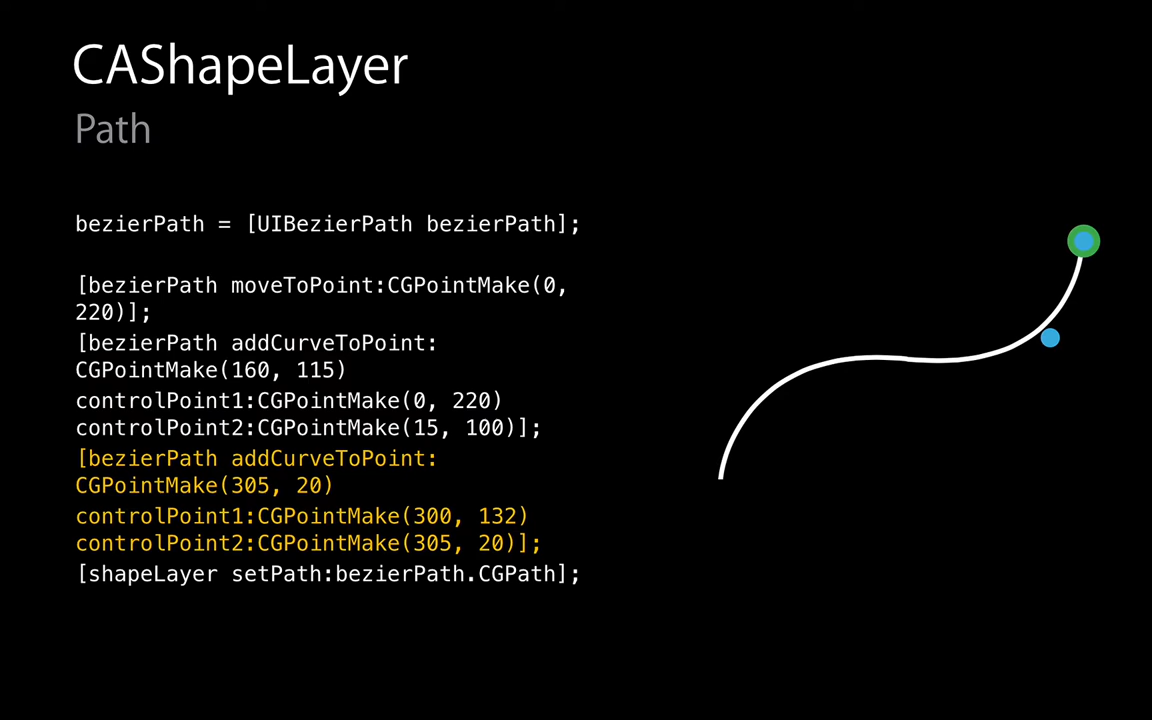 CAShapeLayer
Path
bezierPath = [UIBezierPath bezierPath];
[bezierPath moveToPoint:CGPointMake(0,
220)];
[bezierPath addCurveToPoint:
CGPointMake(160, 115)
controlPoint1:CGPointMake(0, 220)
controlPoint2:CGPointMake(15, 100)];
[bezierPath addCurveToPoint:
CGPointMake(305, 20)
controlPoint1:CGPointMake(300, 132)
controlPoint2:CGPointMake(305, 20)];
[shapeLayer setPath:bezierPath.CGPath];